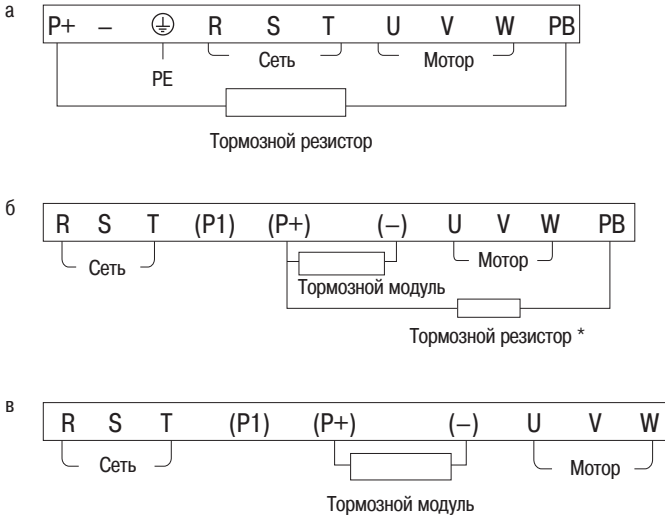 а
P+ – R S T U V W PB
Сеть Мотор
PE
Тормозной резистор
б
R S T (P1) (P+) (–) U V W PB
Сеть Мотор
Тормозной модуль
Тормозной резистор *
в
R S T (P1) (P+) (–) U V W
Сеть Мотор
Тормозной модуль